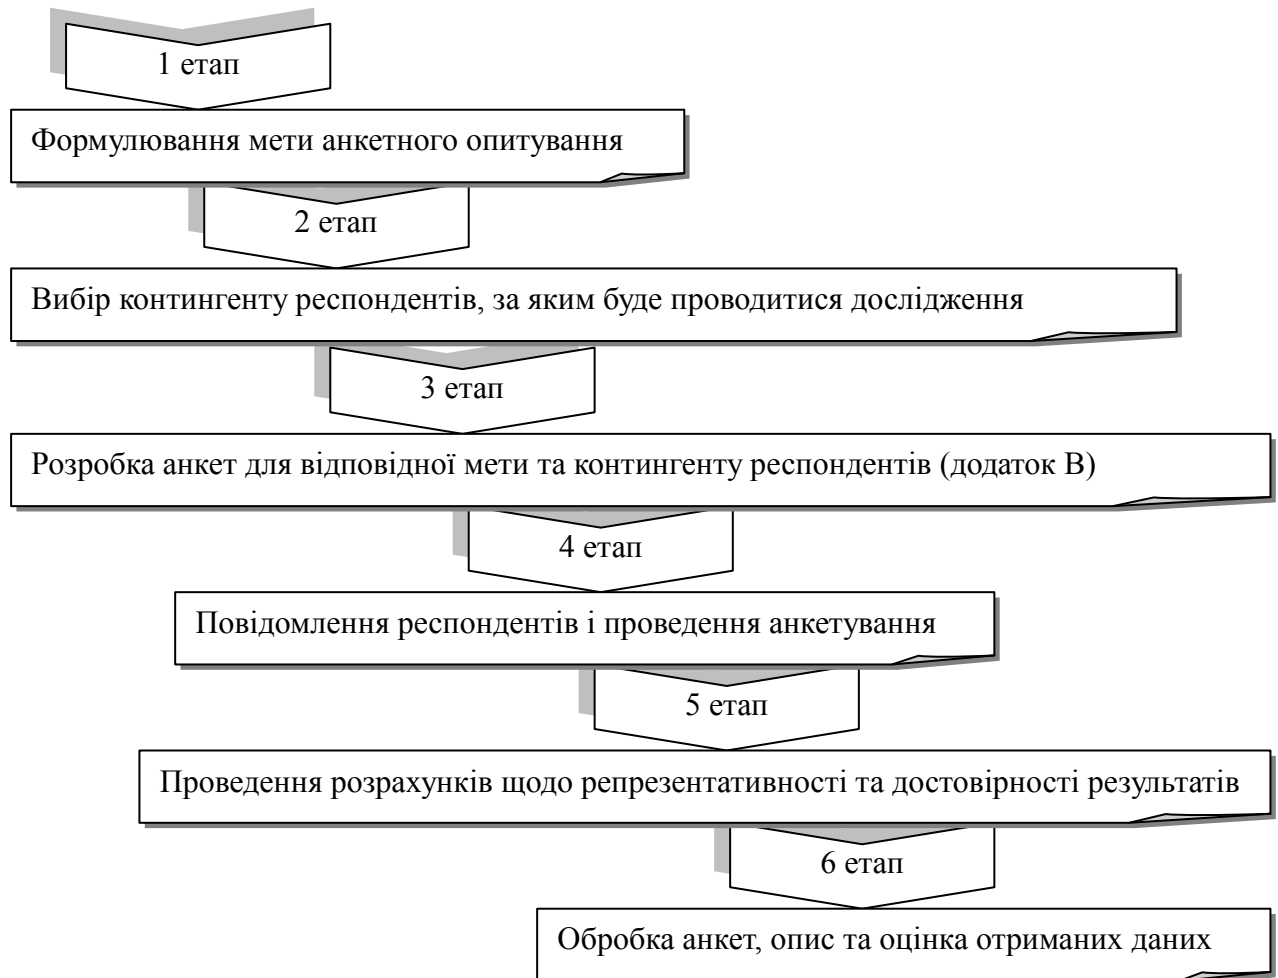 1 етап
Формулювання мети анкетного опитування
2 етап
Вибір контингенту респондентів, за яким буде проводитися дослідження
3 етап
Розробка анкет для відповідної мети та контингенту респондентів (додаток В)
4 етап
Повідомлення респондентів і проведення анкетування
5 етап
Проведення розрахунків щодо репрезентативності та достовірності результатів
6 етап
Обробка анкет, опис та оцінка отриманих даних